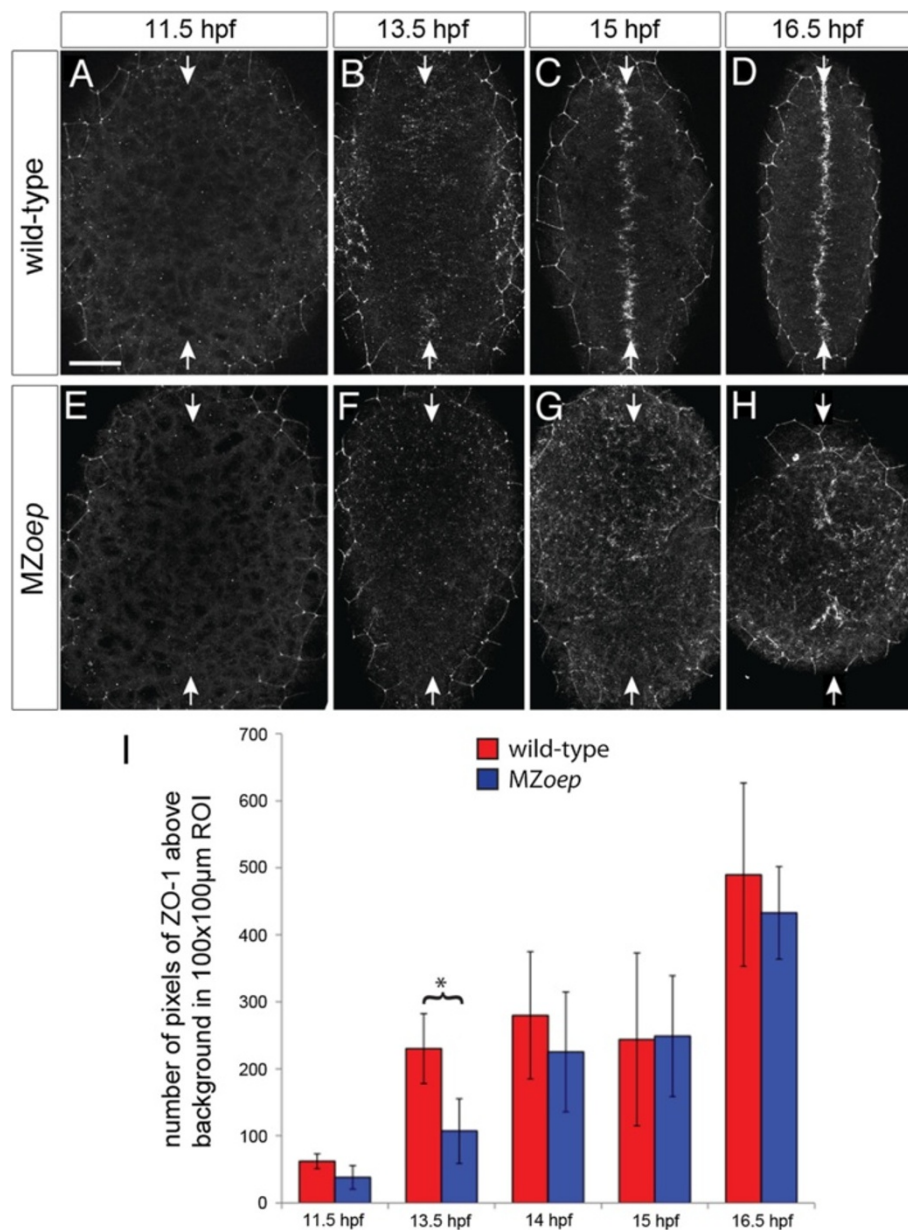 11.5 hpf
13.5 hpf
15 hpf
16.5 hpf
wild-type
A
B
C
D
MZoep
E
F
G
H
I
wild-type
MZoep
number of pixels of ZO-1 above
background in 100x100µm ROI
700
600
500
400
300
200
100
0
*
11.5 hpf
13.5 hpf
14 hpf
15 hpf
16.5 hpf